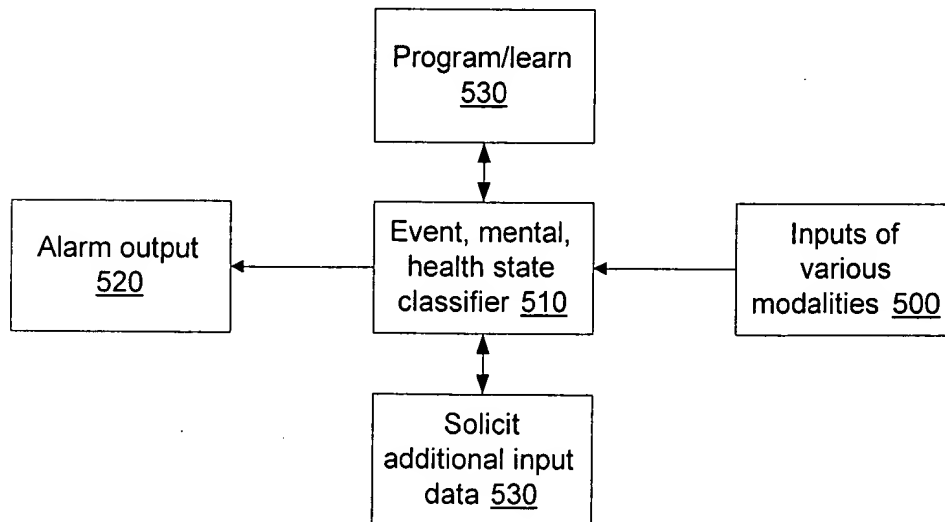 Program/learn
530
Alarm output
520
Event, mental,
health state
classifier 510
Inputs of
various
modalities 500
Solicit
additional input
data 530